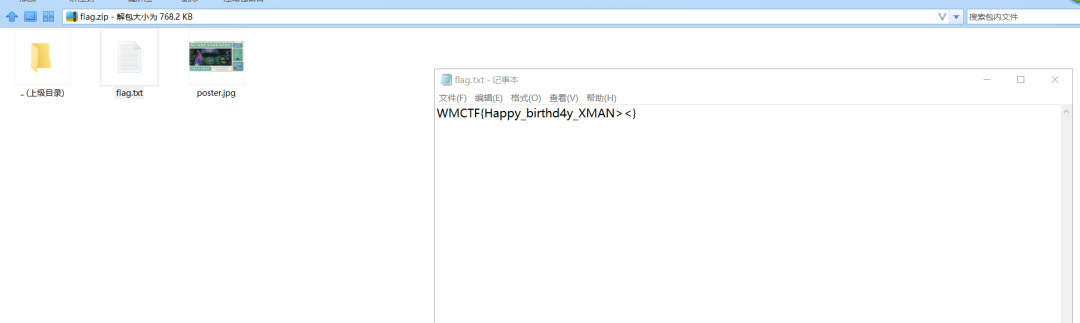 flag.zip - 解包大小为 768.2 KB
搜索包内文件
.. (上级目录)
flag.txt
poster.jpg
flag.txt - 记事本
文件(F) 编辑(E) 格式(O) 查看(V) 帮助(H)
WMCTF{Happy_birthd4y_XMAN><}